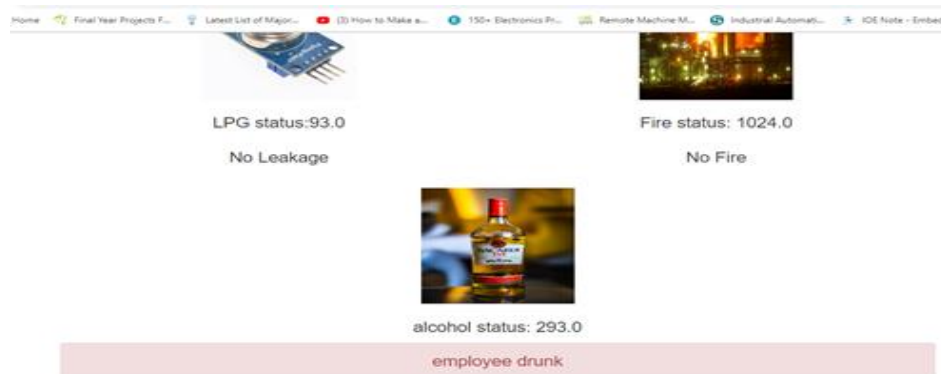 Home Final Year Projects F... Latest List of Major... (3) How to Make a... 150+ Electronics Pr... Remote Machine M... Industrial Automati... IOE Note - Embed
LPG status:93.0
Fire status: 1024.0
No Leakage
No Fire
BACARDI
alcohol status: 293.0
employee drunk